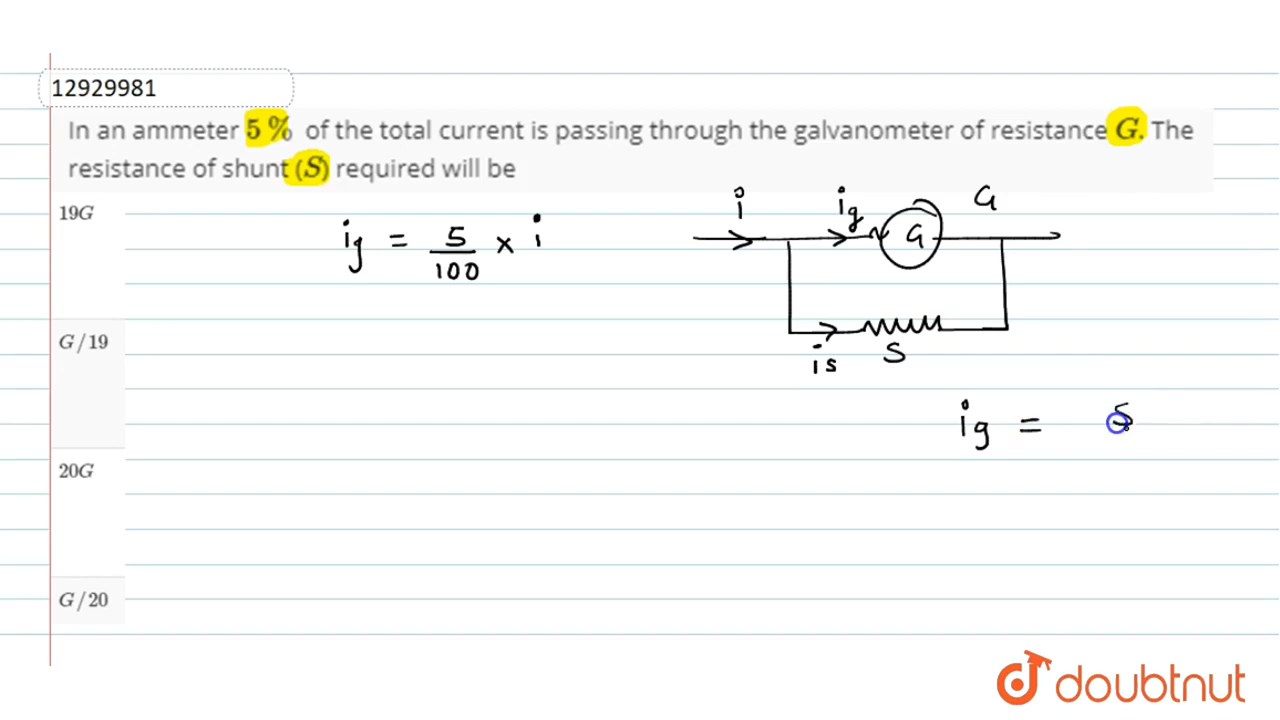 12929981
In an ammeter 5 % of the total current is passing through the galvanometer of resistance G. The
resistance of shunt (S) required will be
19G
G/19
20G
G/20
ig = 5/100 × i
i ig G
G
is S
ig =
doubtnut